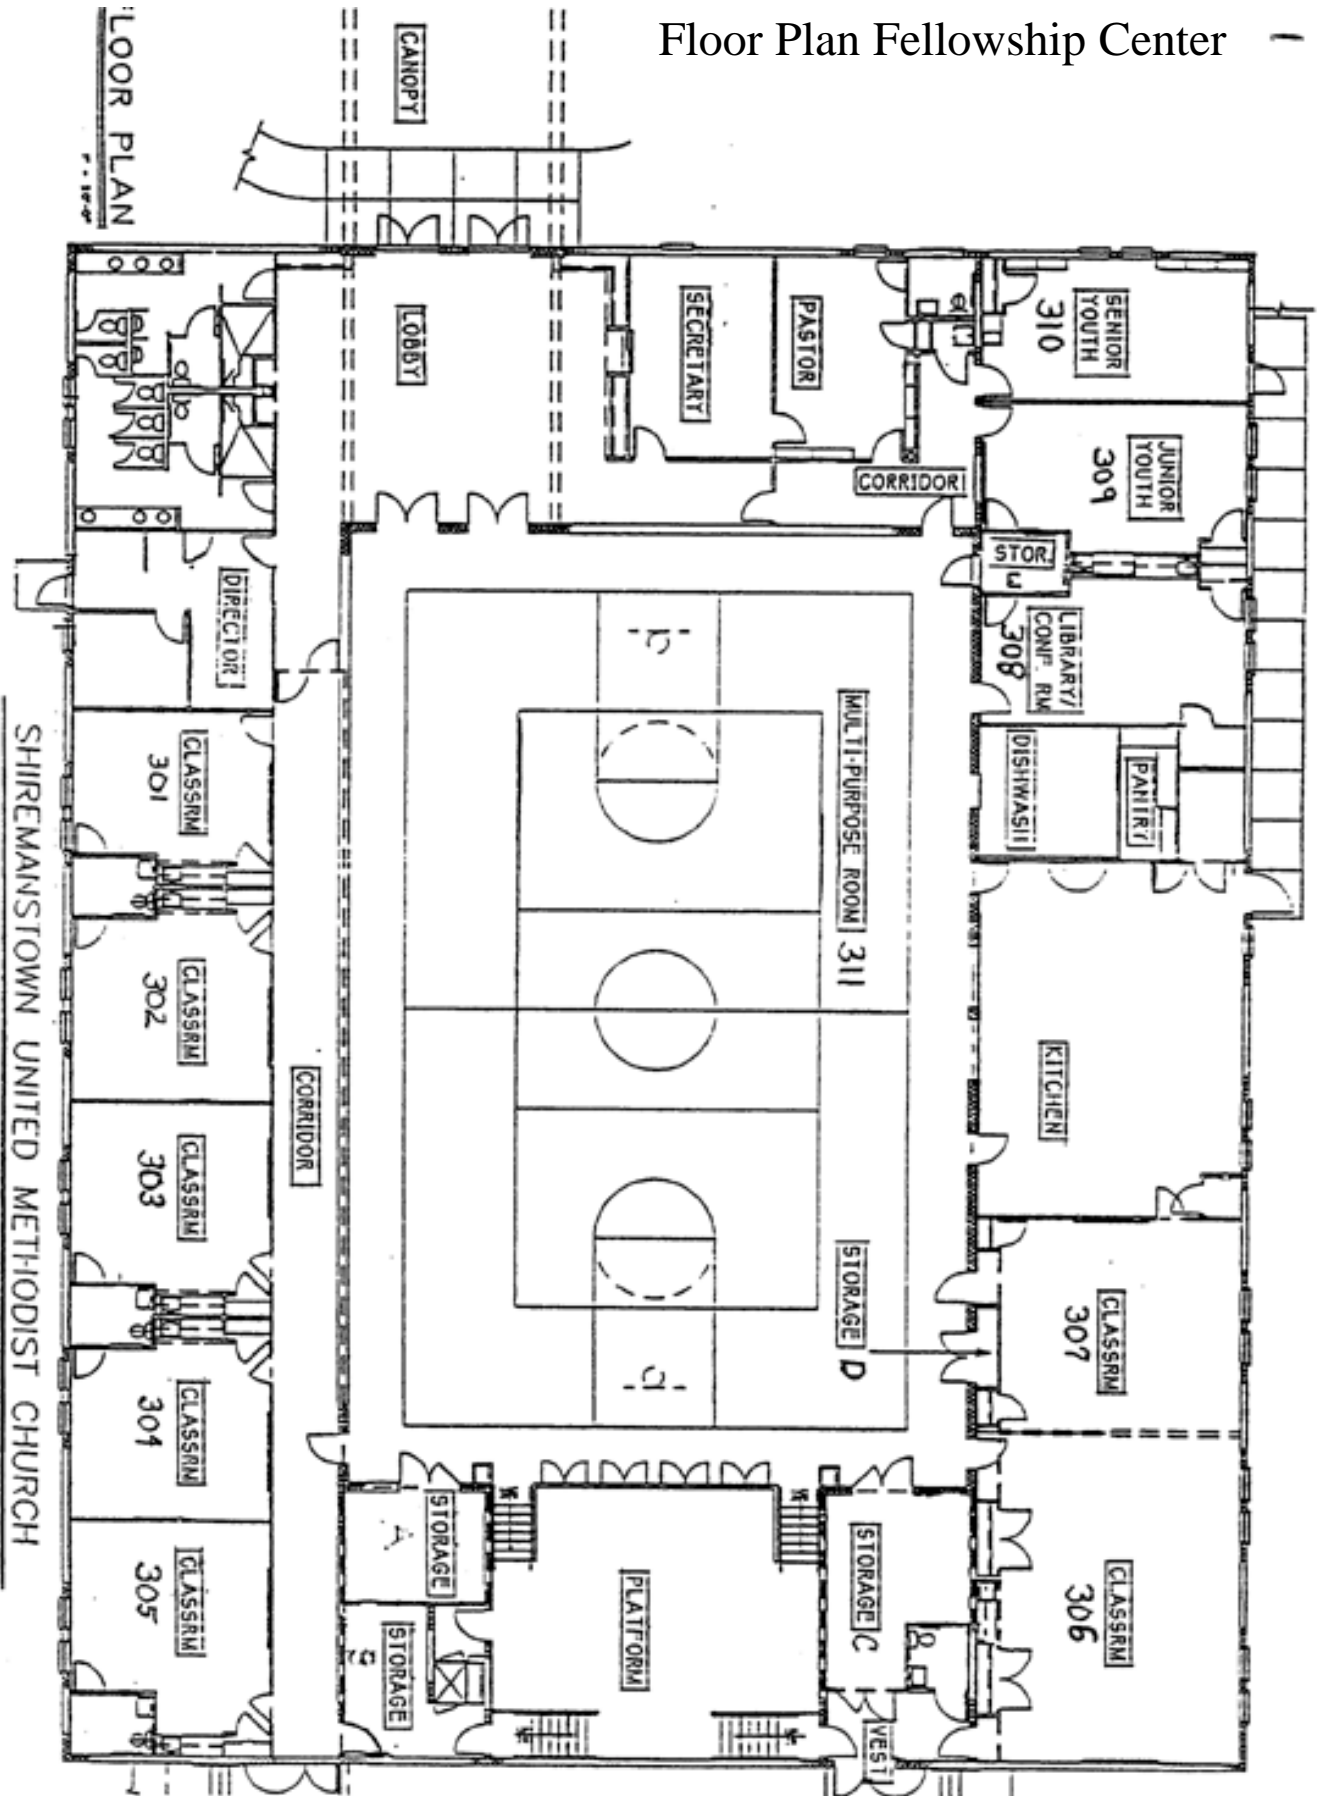 Floor Plan Fellowship Center
LOOR PLAN
CANOPY
LOBBY
SECRETARY
PASTOR
SENIOR
YOUTH
310
CORRIDOR
JUNIOR
YOUTH
309
STOR.
E
DIRECTOR
LIBRARY/
CONF. RM
308
MULTI-PURPOSE ROOM 311
DISHWASH
PANTRY
CLASSRM
301
CLASSRM
302
KITCHEN
CORRIDOR
CLASSRM
303
STORAGE D
CLASSRM
307
CLASSRM
304
STORAGE
A
CLASSRM
305
STORAGE
PLATFORM
STORAGE C
CLASSRM
306
VEST
SHIREMANSTOWN UNITED METHODIST CHURCH